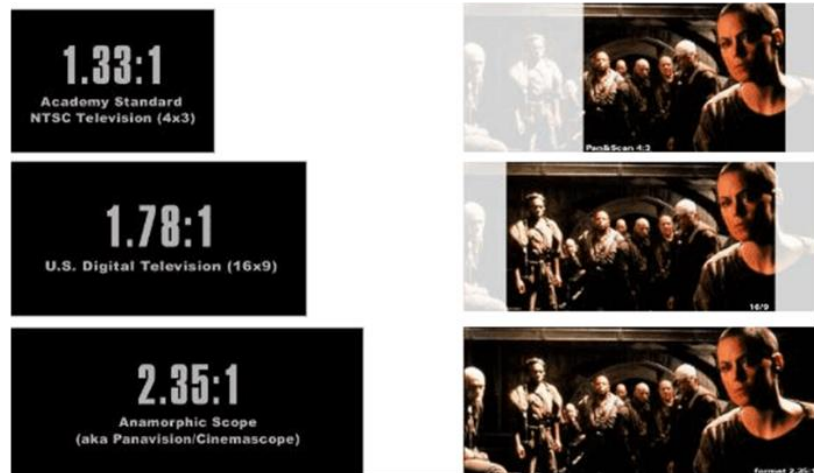 1.33:1
Academy Standard
NTSC Television (4x3)
Pan&Scan 4:3
1.78:1
U.S. Digital Television (16x9)
16/9
2.35:1
Anamorphic Scope
(aka Panavision/Cinemascope)
format 2.35:1